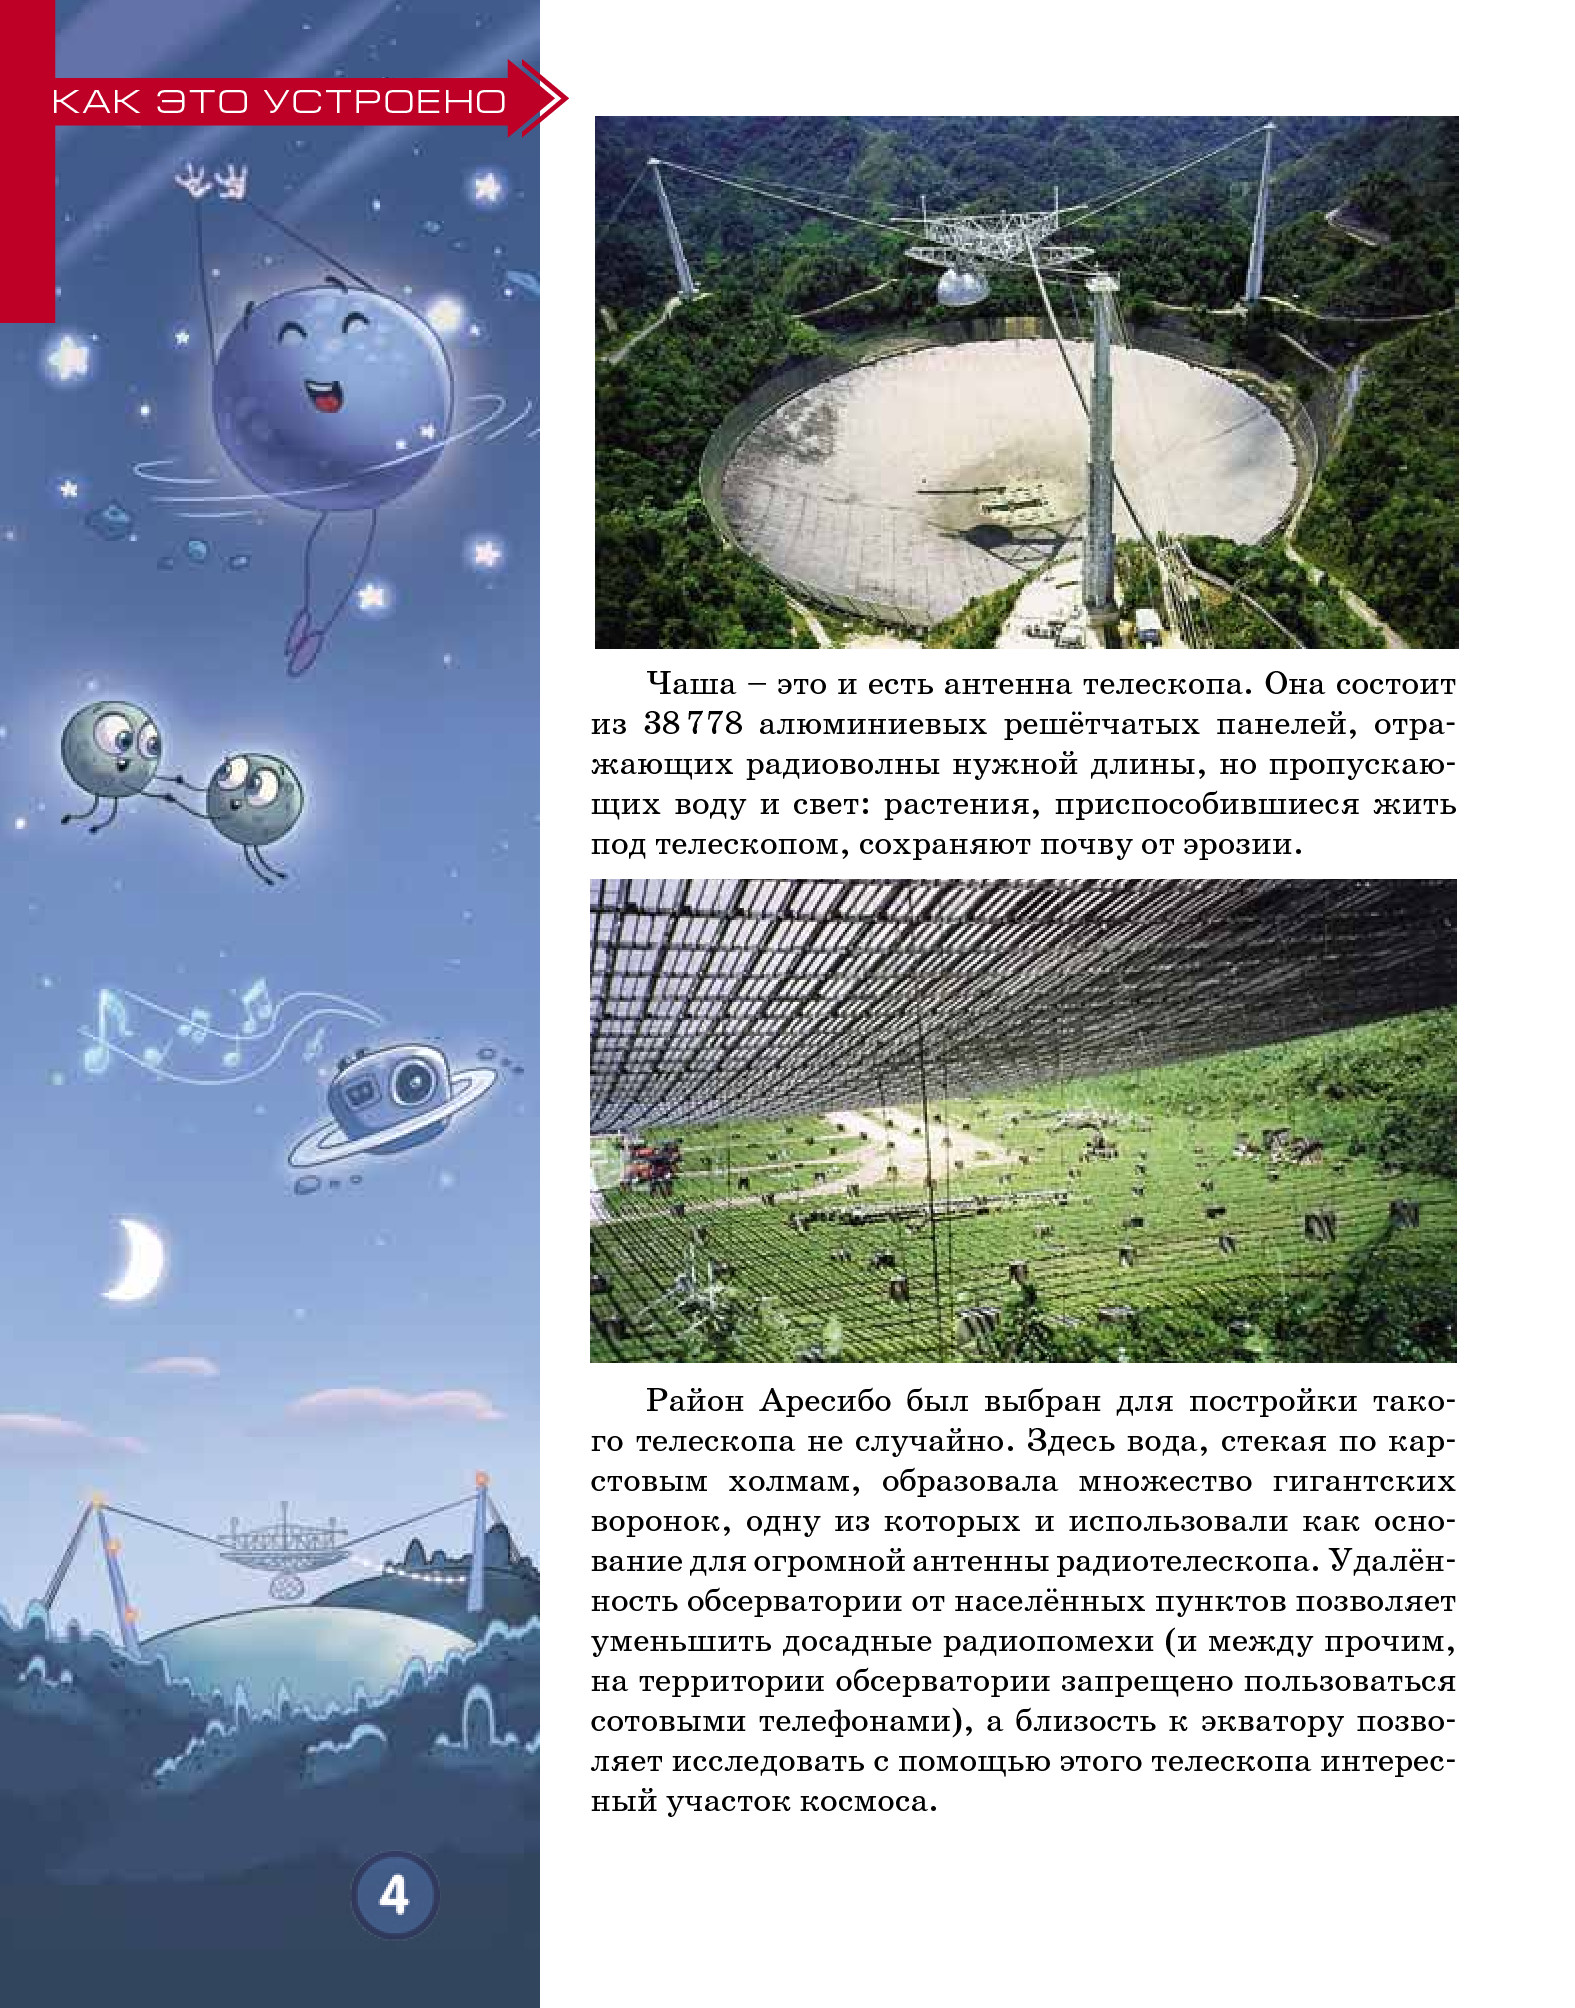 КАК ЭТО УСТРОЕНО
Чаша – это и есть антенна телескопа. Она состоит
из 38 778 алюминиевых решётчатых панелей, отра-
жающих радиоволны нужной длины, но пропускаю-
щих воду и свет: растения, приспособившиеся жить
под телескопом, сохраняют почву от эрозии.
Район Аресибо был выбран для постройки тако-
го телескопа не случайно. Здесь вода, стекая по кар-
стовым холмам, образовала множество гигантских
воронок, одну из которых и использовали как осно-
вание для огромной антенны радиотелескопа. Удалён-
ность обсерватории от населённых пунктов позволяет
уменьшить досадные радиопомехи (и между прочим,
на территории обсерватории запрещено пользоваться
сотовыми телефонами), а близость к экватору позво-
ляет исследовать с помощью этого телескопа интерес-
ный участок космоса.
4